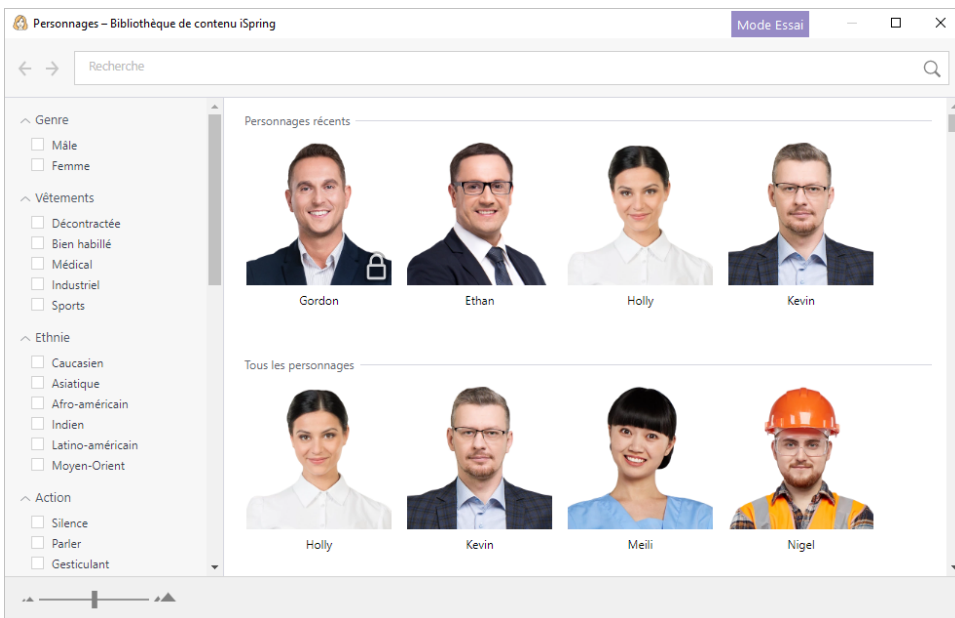 Personnages – Bibliothèque de contenu iSpring
Mode Essai
Recherche
Genre
Mâle
Femme
Vêtements
Décontractée
Bien habillé
Médical
Industriel
Sports
Ethnie
Caucasien
Asiatique
Afro-américain
Indien
Latino-américain
Moyen-Orient
Action
Silence
Parler
Gesticulant
Personnages récents
Gordon Ethan Holly Kevin
Tous les personnages
Holly Kevin Meili Nigel